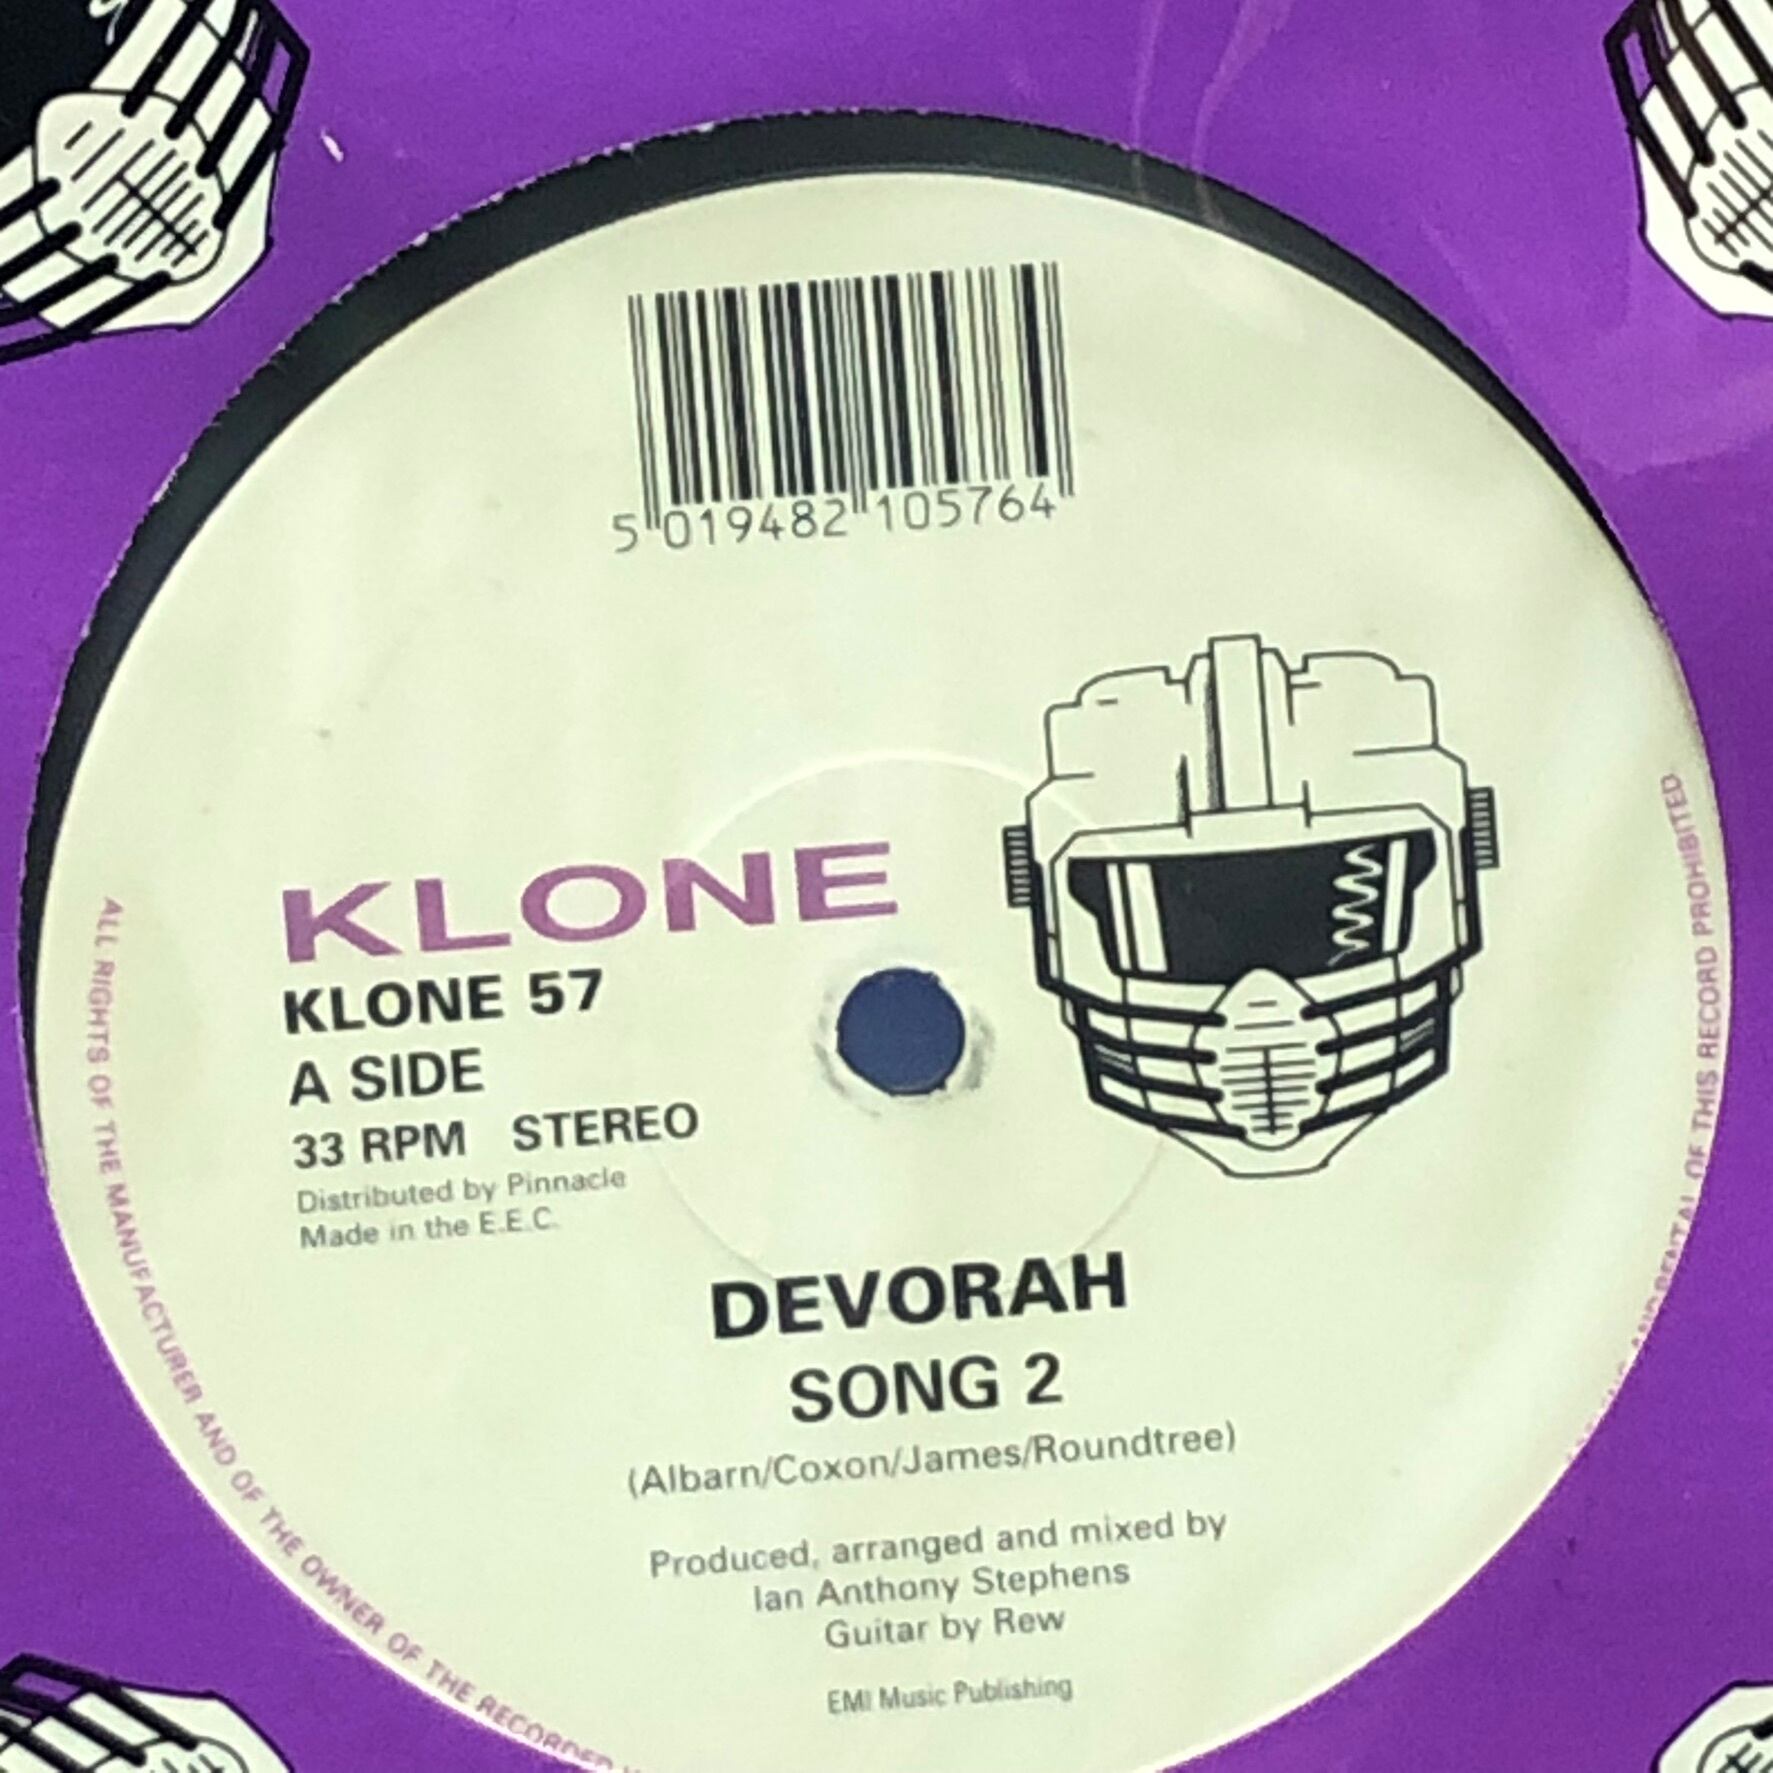 5 019482 105764
KLONE
KLONE 57
A SIDE
33 RPM STEREO
Distributed by Pinnacle
Made in the E.E.C.
DEVORAH
SONG 2
(Albarn/Coxon/James/Roundtree)
Produced, arranged and mixed by
Ian Anthony Stephens
Guitar by Rew
EMI Music Publishing
ALL RIGHTS OF THE MANUFACTURER AND OF THE OWNER OF THE RECORDED
AND RENTAL OF THIS RECORD PROHIBITED